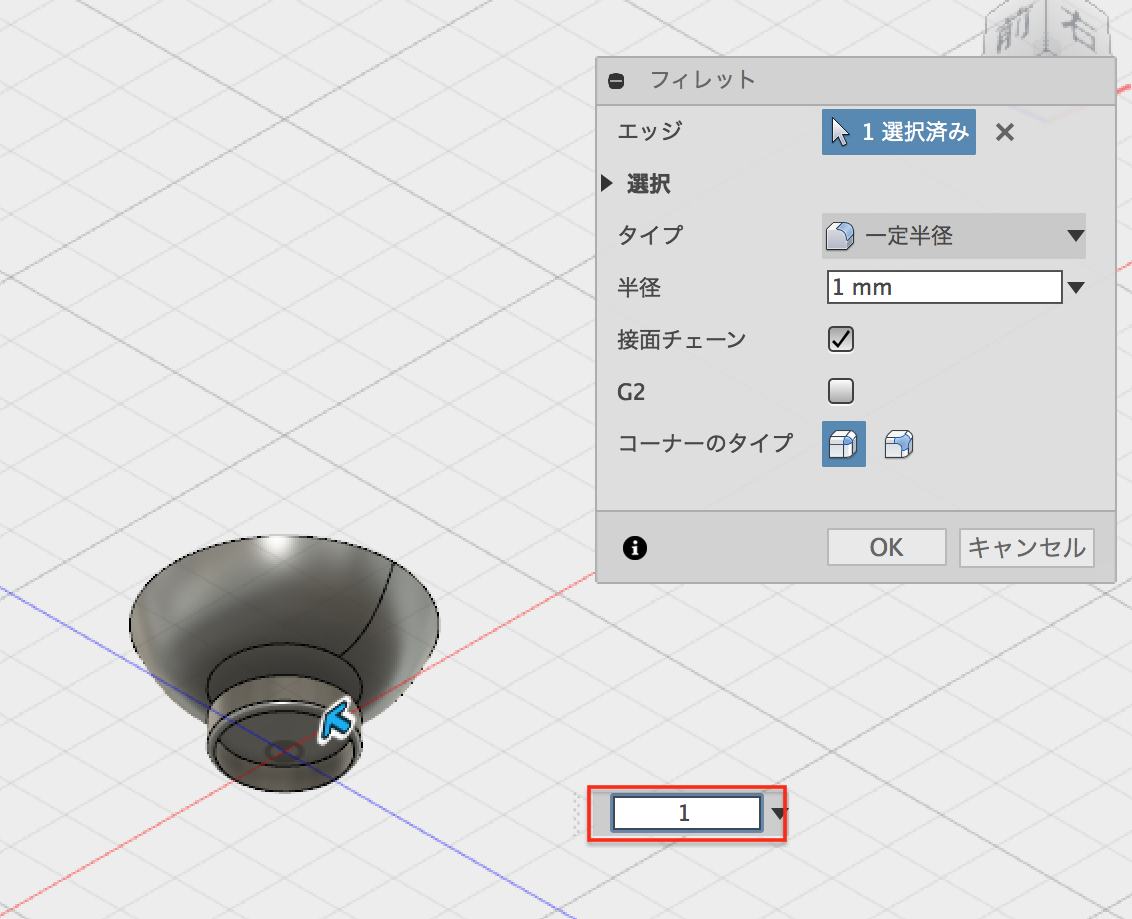 前 右
フィレット
エッジ 1 選択済み
選択
タイプ 一定半径
半径 1 mm
接面チェーン
G2
コーナーのタイプ
OK キャンセル
1